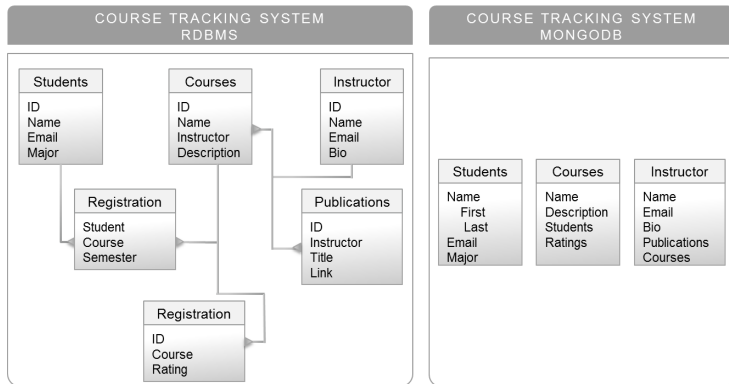 COURSE TRACKING SYSTEM
RDBMS
Students
ID
Name
Email
Major
Courses
ID
Name
Instructor
Description
Instructor
ID
Name
Email
Bio
Registration
Student
Course
Semester
Publications
ID
Instructor
Title
Link
Registration
ID
Course
Rating
COURSE TRACKING SYSTEM
MONGODB
Students
Name
First
Last
Email
Major
Courses
Name
Description
Students
Ratings
Instructor
Name
Email
Bio
Publications
Courses